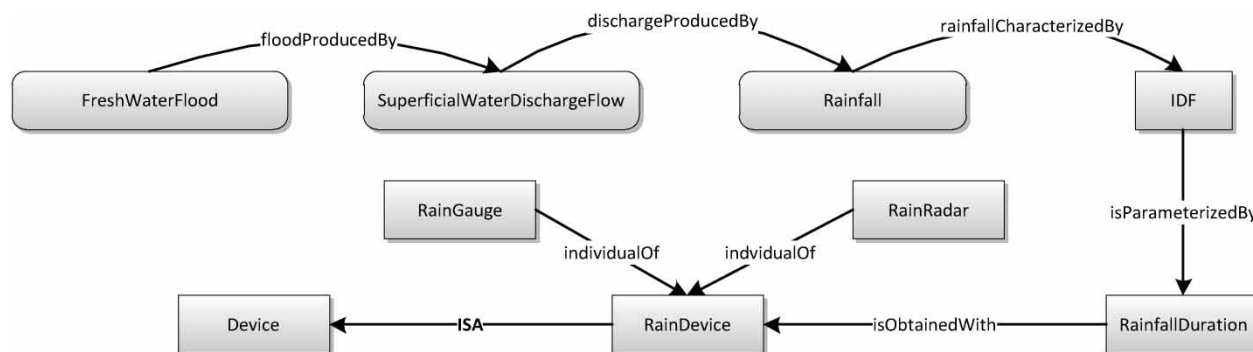 floodProducedBy
dischargeProducedBy
rainfallCharacterizedBy
FreshWaterFlood
SuperficialWaterDischargeFlow
Rainfall
IDF
RainGauge
RainRadar
isParameterizedBy
individualOf
indvidualOf
Device
ISA
RainDevice
isObtainedWith
RainfallDuration